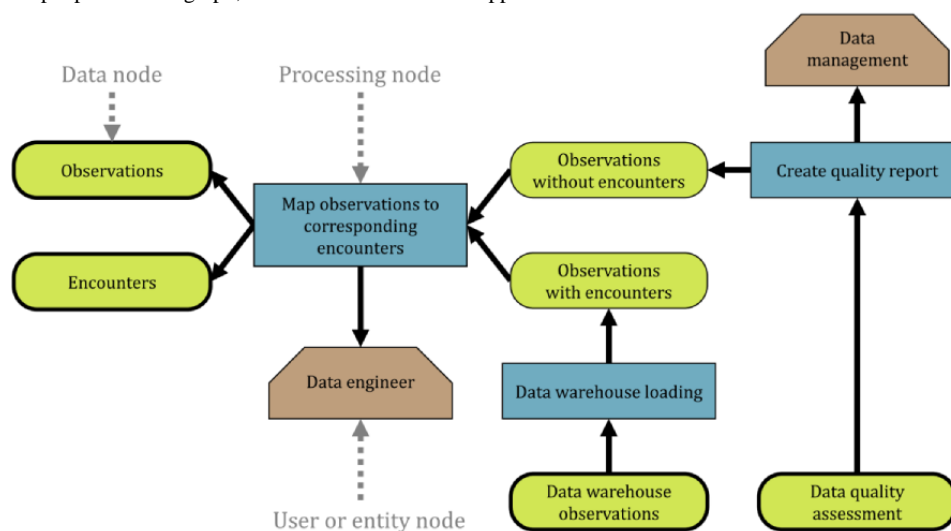 Data node
Processing node
Data
management
Observations
Observations
without encounters
Create quality report
Map observations to
corresponding
encounters
Encounters
Observations
with encounters
Data engineer
Data warehouse loading
User or entity node
Data warehouse
observations
Data quality
assessment